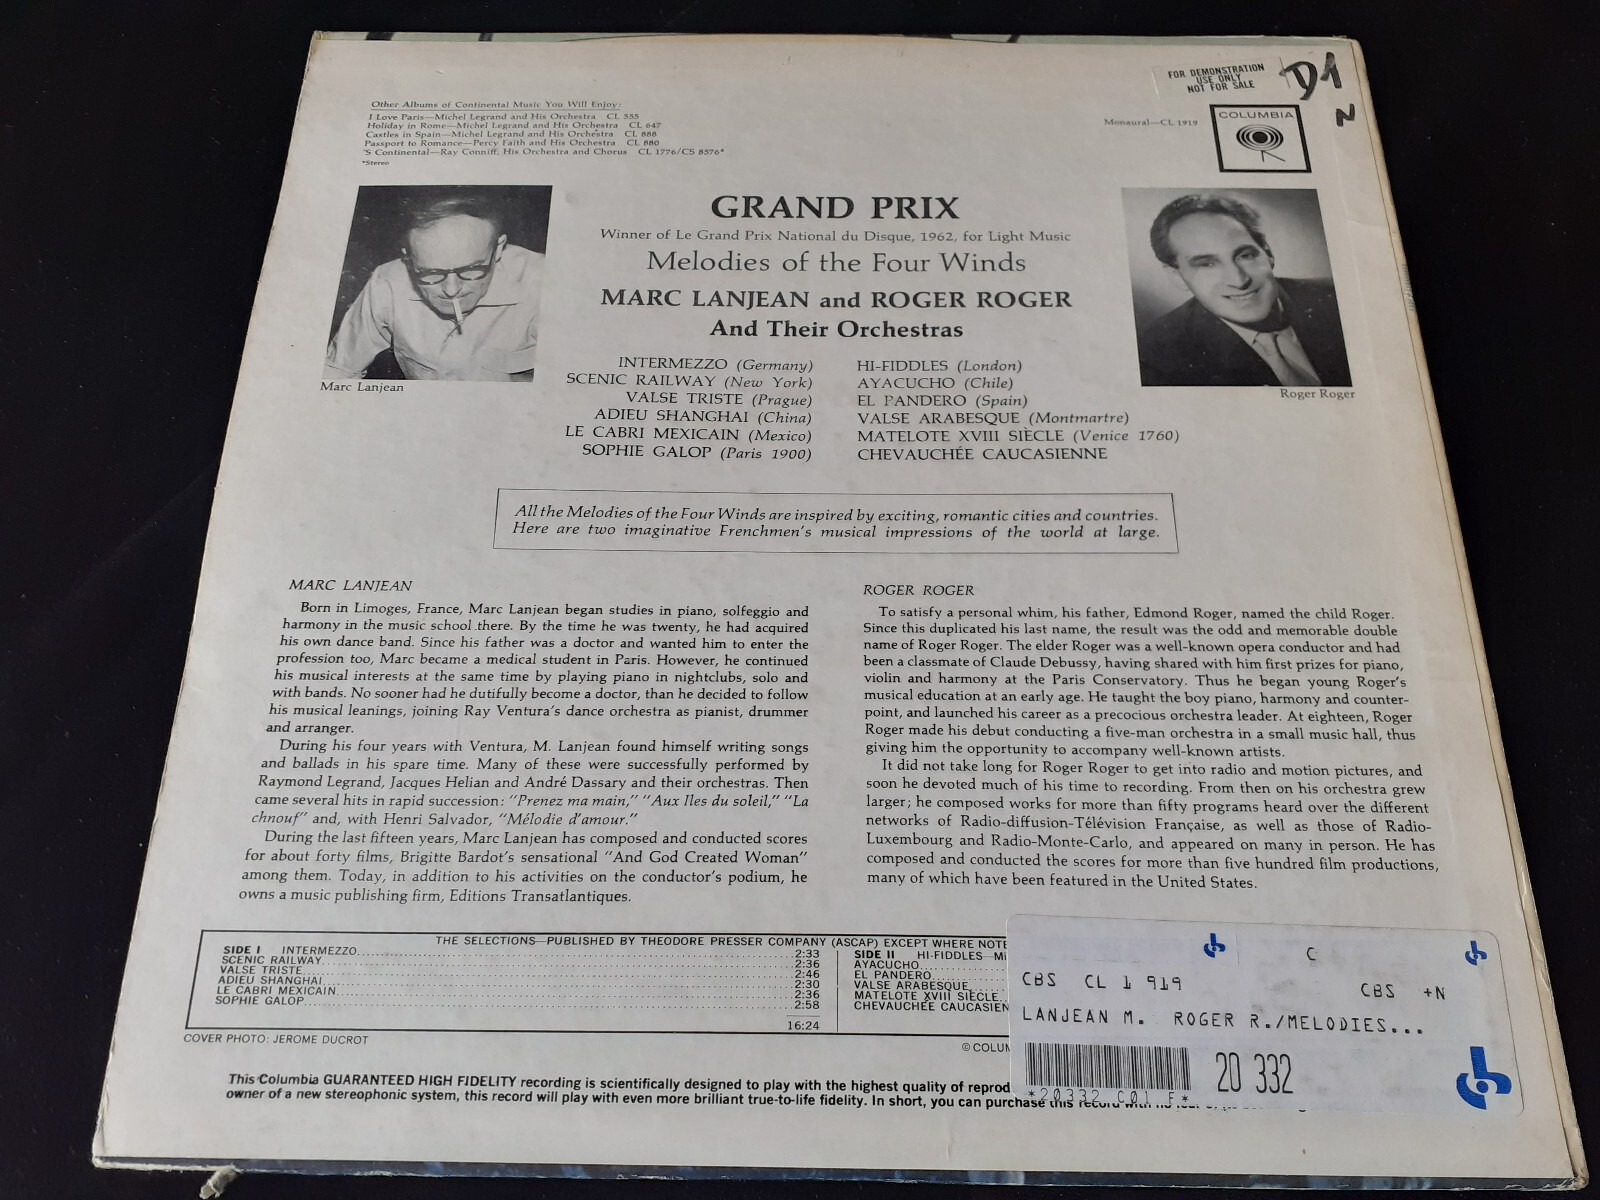 FOR DEMONSTRATION
USE ONLY
NOT FOR SALE
D1
N
Other Albums of Continental Music You Will Enjoy:
I Love Paris—Michel Legrand and His Orchestra CL 555
Holiday in Rome—Michel Legrand and His Orchestra CL 647
Castles in Spain—Michel Legrand and His Orchestra CL 888
Passport to Romance—Percy Faith and His Orchestra CL 880
'S Continental—Ray Conniff, His Orchestra and Chorus CL 1776/CS 8576*
*Stereo
Monaural—CL 1919
COLUMBIA
GRAND PRIX
Winner of Le Grand Prix National du Disque, 1962, for Light Music
Melodies of the Four Winds
MARC LANJEAN and ROGER ROGER
And Their Orchestras
INTERMEZZO (Germany)
SCENIC RAILWAY (New York)
VALSE TRISTE (Prague)
ADIEU SHANGHAI (China)
LE CABRI MEXICAIN (Mexico)
SOPHIE GALOP (Paris 1900)
HI-FIDDLES (London)
AYACUCHO (Chile)
EL PANDERO (Spain)
VALSE ARABESQUE (Montmartre)
MATELOTE XVIII SIÈCLE (Venice 1760)
CHEVAUCHÉE CAUCASIENNE
Marc Lanjean
Roger Roger
All the Melodies of the Four Winds are inspired by exciting, romantic cities and countries.
Here are two imaginative Frenchmen's musical impressions of the world at large.
MARC LANJEAN
Born in Limoges, France, Marc Lanjean began studies in piano, solfeggio and
harmony in the music school there. By the time he was twenty, he had acquired
his own dance band. Since his father was a doctor and wanted him to enter the
profession too, Marc became a medical student in Paris. However, he continued
his musical interests at the same time by playing piano in nightclubs, solo and
with bands. No sooner had he dutifully become a doctor, than he decided to follow
his musical leanings, joining Ray Ventura's dance orchestra as pianist, drummer
and arranger.
During his four years with Ventura, M. Lanjean found himself writing songs
and ballads in his spare time. Many of these were successfully performed by
Raymond Legrand, Jacques Helian and André Dassary and their orchestras. Then
came several hits in rapid succession: "Prenez ma main," "Aux Iles du soleil," "La
chnouf" and, with Henri Salvador, "Mélodie d'amour."
During the last fifteen years, Marc Lanjean has composed and conducted scores
for about forty films, Brigitte Bardot's sensational "And God Created Woman"
among them. Today, in addition to his activities on the conductor's podium, he
owns a music publishing firm, Editions Transatlantiques.
ROGER ROGER
To satisfy a personal whim, his father, Edmond Roger, named the child Roger.
Since this duplicated his last name, the result was the odd and memorable double
name of Roger Roger. The elder Roger was a well-known opera conductor and had
been a classmate of Claude Debussy, having shared with him first prizes for piano,
violin and harmony at the Paris Conservatory. Thus he began young Roger's
musical education at an early age. He taught the boy piano, harmony and counter-
point, and launched his career as a precocious orchestra leader. At eighteen, Roger
Roger made his debut conducting a five-man orchestra in a small music hall, thus
giving him the opportunity to accompany well-known artists.
It did not take long for Roger Roger to get into radio and motion pictures, and
soon he devoted much of his time to recording. From then on his orchestra grew
larger; he composed works for more than fifty programs heard over the different
networks of Radio-diffusion-Télévision Française, as well as those of Radio-
Luxembourg and Radio-Monte-Carlo, and appeared on many in person. He has
composed and conducted the scores for more than five hundred film productions,
many of which have been featured in the United States.
THE SELECTIONS—PUBLISHED BY THEODORE PRESSER COMPANY (ASCAP) EXCEPT WHERE NOTE
SIDE I INTERMEZZO 2:33
SCENIC RAILWAY 2:36
VALSE TRISTE 2:46
ADIEU SHANGHAI 2:30
LE CABRI MEXICAIN 2:36
SOPHIE GALOP 2:58
16:24
SIDE II HI-FIDDLES—Mi
AYACUCHO
EL PANDERO
VALSE ARABESQUE
MATELOTE XVIII SIÈCLE
CHEVAUCHÉE CAUCASIEN
COVER PHOTO: JEROME DUCROT
© COLUM
This Columbia GUARANTEED HIGH FIDELITY recording is scientifically designed to play with the highest quality of reprod
owner of a new stereophonic system, this record will play with even more brilliant true-to-life fidelity. In short, you can purchase this record with no
C
CBS CL 1 919
CBS +N
LANJEAN M. ROGER R./MELODIES...
20 332
*20332 C01 F*